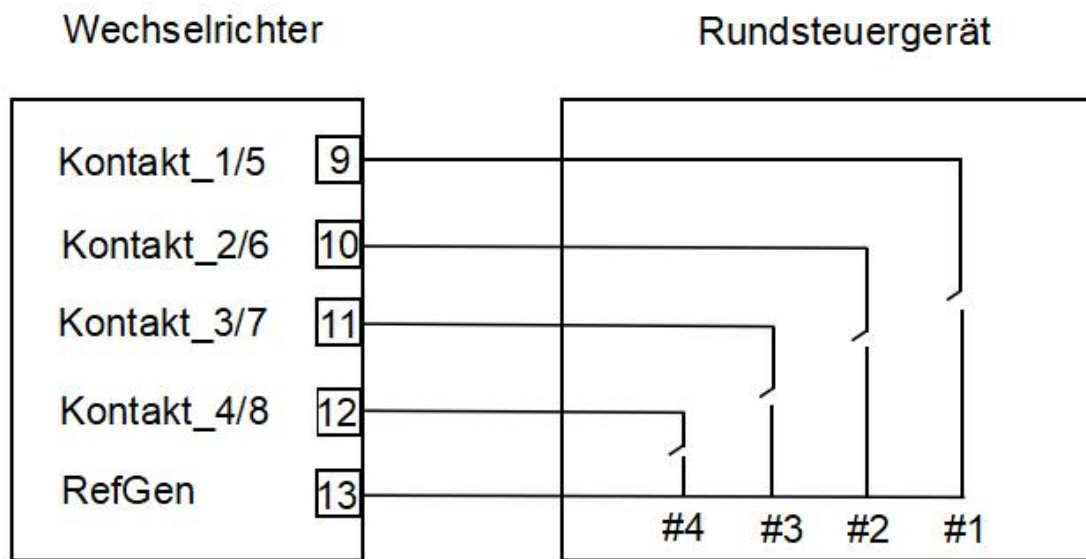 Wechselrichter Rundsteuergerät
Kontakt_1/5 9
Kontakt_2/6 10
Kontakt_3/7 11
Kontakt_4/8 12
RefGen 13
#4 #3 #2 #1